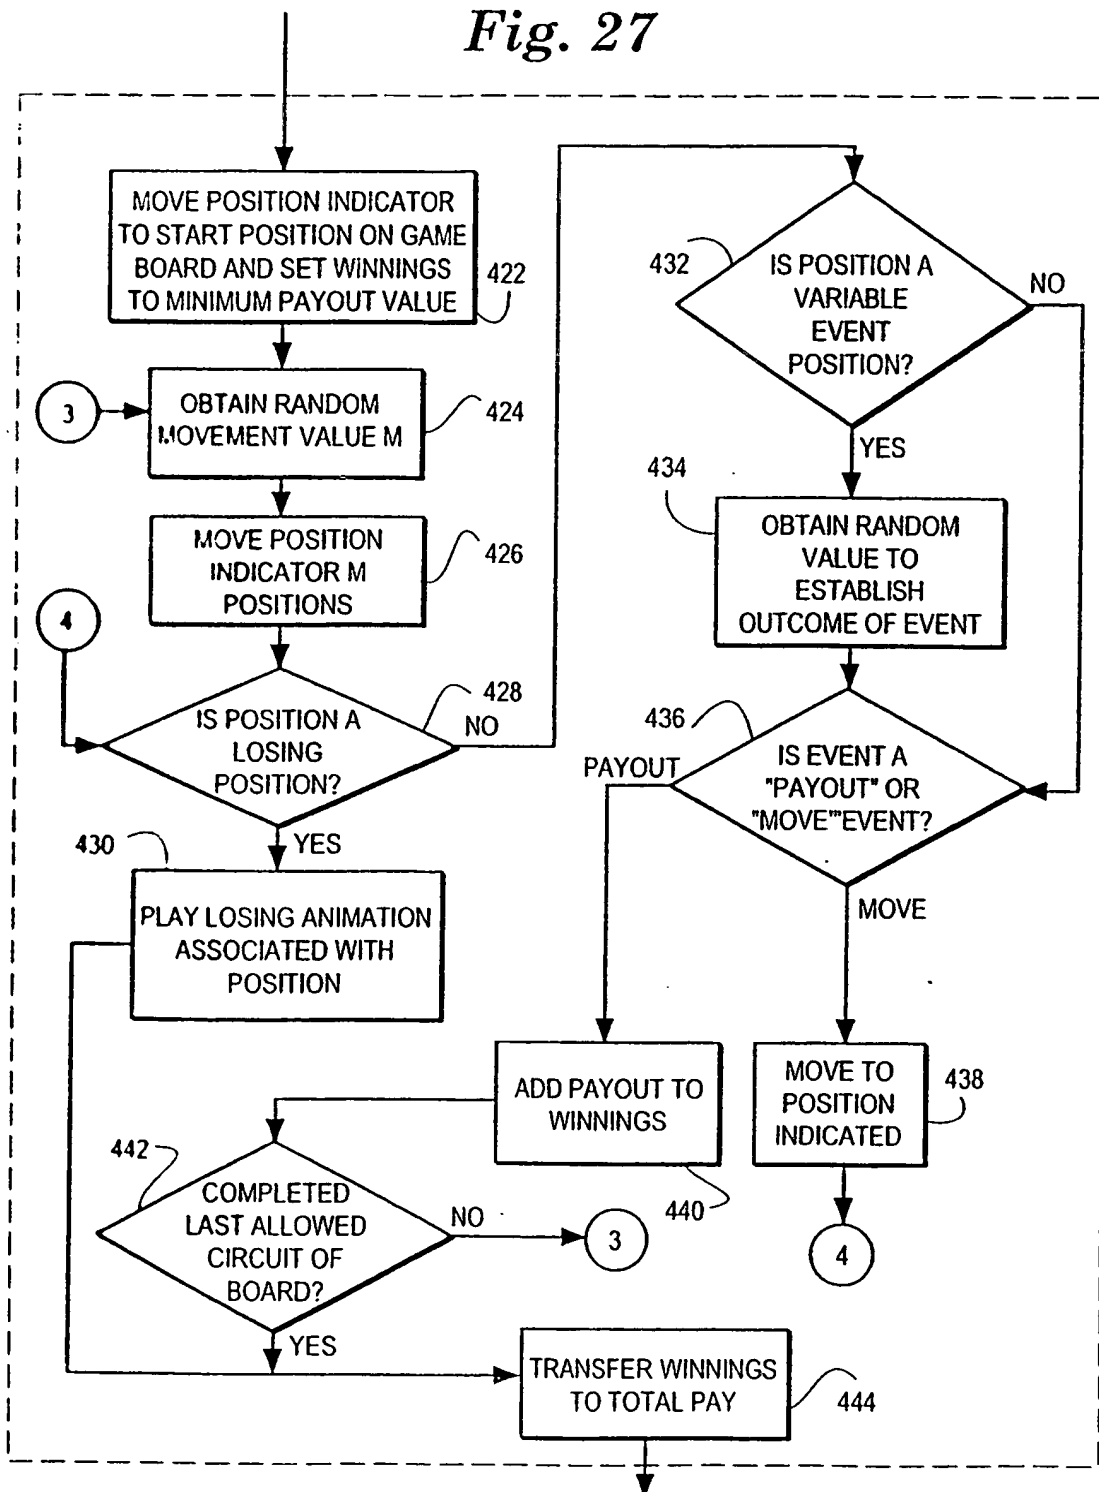 Fig. 27
MOVE POSITION INDICATOR
TO START POSITION ON GAME
BOARD AND SET WINNINGS
TO MINIMUM PAYOUT VALUE
422
3
OBTAIN RANDOM
MOVEMENT VALUE M
424
MOVE POSITION
INDICATOR M
POSITIONS
426
4
IS POSITION A
LOSING
POSITION?
428
NO
YES
430
PLAY LOSING ANIMATION
ASSOCIATED WITH
POSITION
432
IS POSITION A
VARIABLE
EVENT
POSITION?
NO
YES
434
OBTAIN RANDOM
VALUE TO
ESTABLISH
OUTCOME OF EVENT
436
IS EVENT A
"PAYOUT" OR
"MOVE'"EVENT?
PAYOUT
MOVE
MOVE TO
POSITION
INDICATED
438
4
ADD PAYOUT TO
WINNINGS
440
442
COMPLETED
LAST ALLOWED
CIRCUIT OF
BOARD?
NO
3
YES
TRANSFER WINNINGS
TO TOTAL PAY
444